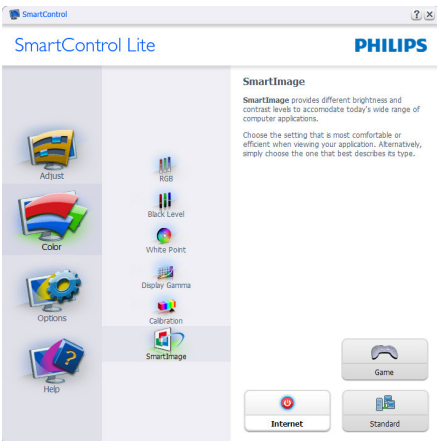 SmartControl
SmartControl Lite
PHILIPS
Adjust
Color
Options
Help
RGB
Black Level
White Point
Display Gamma
Calibration
SmartImage
SmartImage
SmartImage provides different brightness and
contrast levels to accomodate today's wide range of
computer applications.
Choose the setting that is most comfortable or
efficient when viewing your application. Alternatively,
simply choose the one that best describes its type.
Game
Internet
Standard